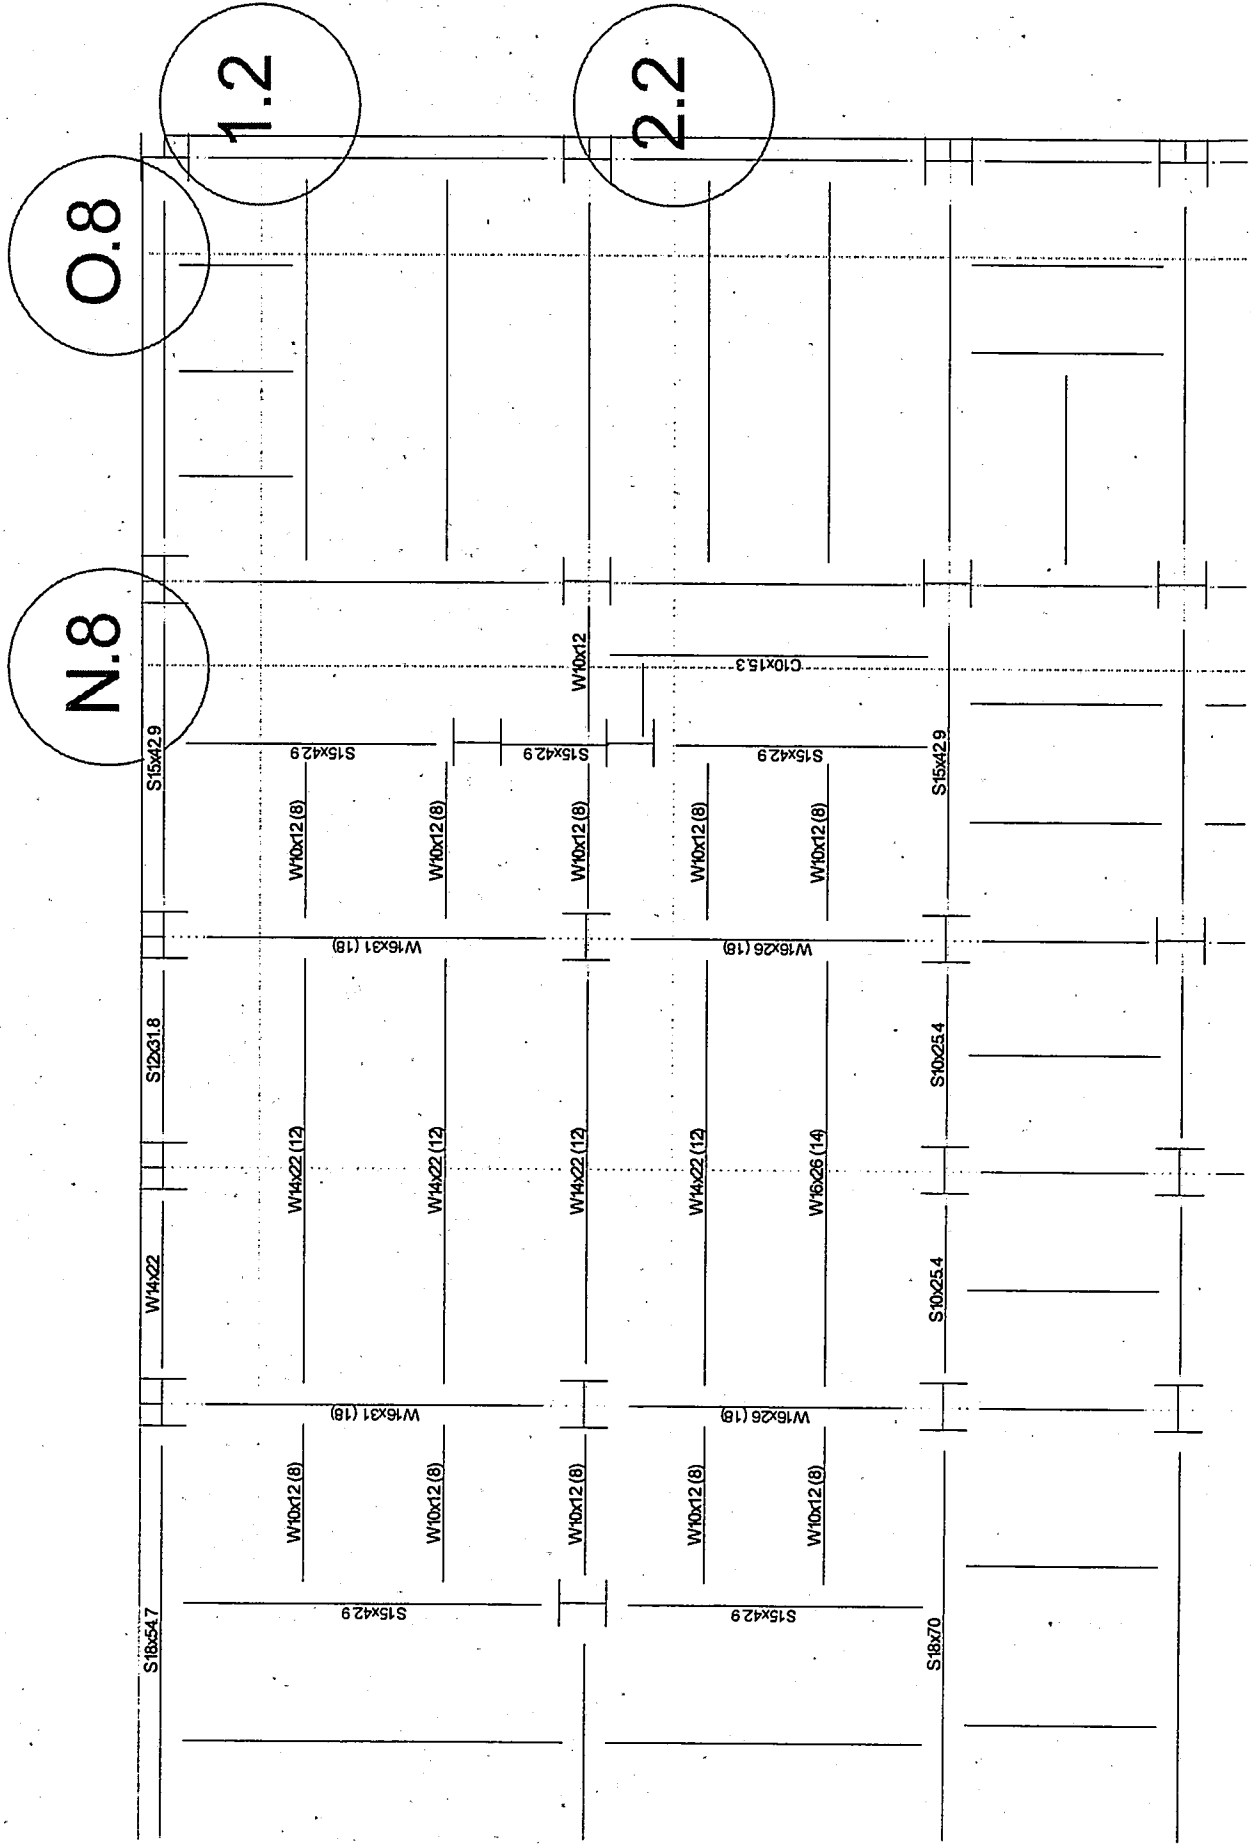 1.2
2.2
O.8
N.8
W10x12
C10x15.3
S15x42.9
S15x42.9
S15x42.9
S15x42.9
S15x42.9
W10x12 (8)
W10x12 (8)
W10x12 (8)
W10x12 (8)
W10x12 (8)
W16x31 (18)
W16x26 (18)
S12x31.8
S10x25.4
W14x22 (12)
W14x22 (12)
W14x22 (12)
W14x22 (12)
W16x26 (14)
W14x22
S10x25.4
W16x31 (18)
W16x26 (18)
W10x12 (8)
W10x12 (8)
W10x12 (8)
W10x12 (8)
W10x12 (8)
S18x54.7
S15x42.9
S15x42.9
S18x70